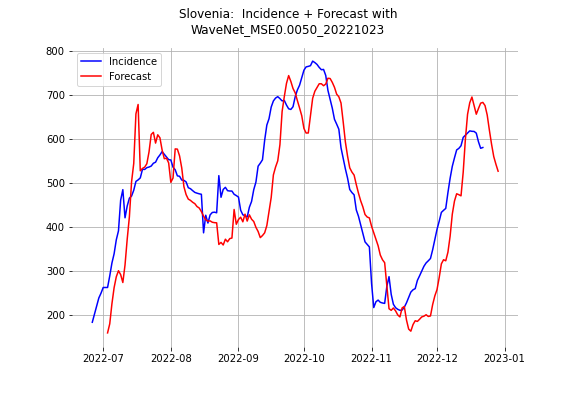 Slovenia:  Incidence + Forecast with
WaveNet_MSE0.0050_20221023
Incidence
Forecast
800
700
600
500
400
300
200
2022-07 2022-08 2022-09 2022-10 2022-11 2022-12 2023-01